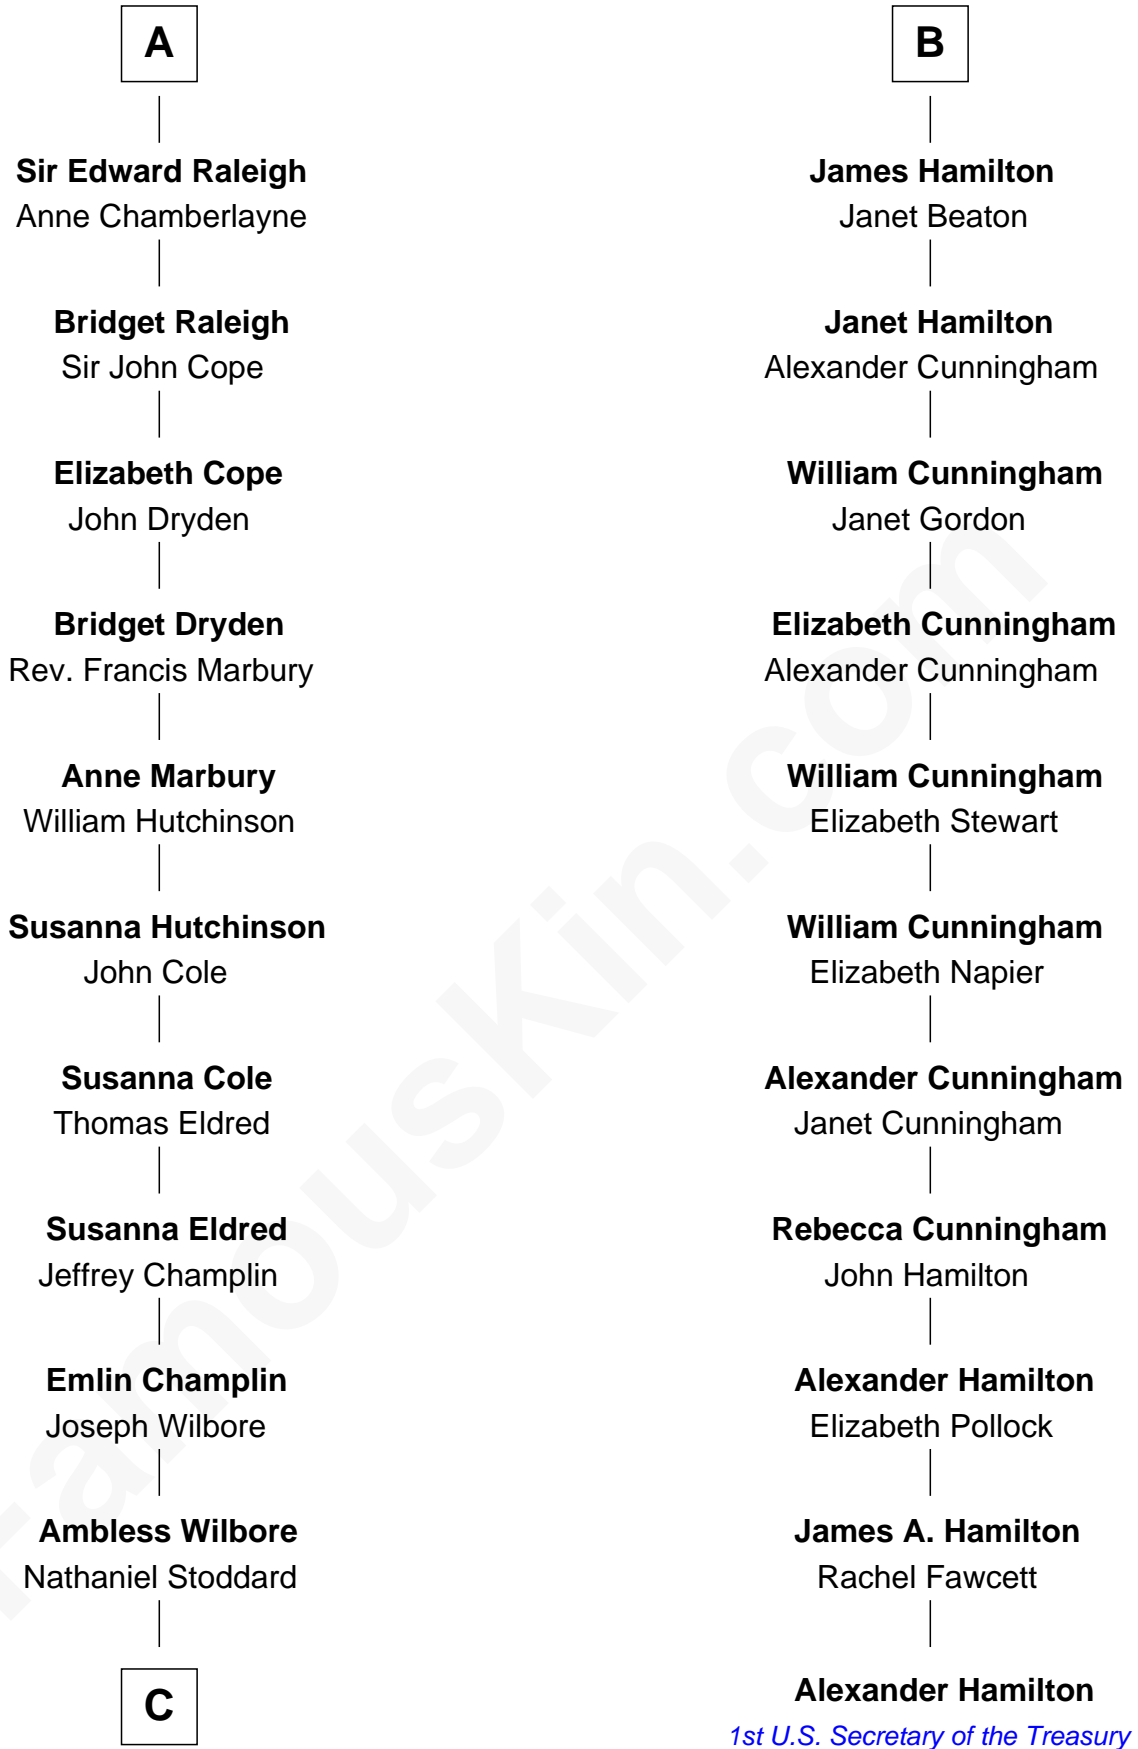 A
Sir Edward Raleigh
Anne Chamberlayne
Bridget Raleigh
Sir John Cope
Elizabeth Cope
John Dryden
Bridget Dryden
Rev. Francis Marbury
Anne Marbury
William Hutchinson
Susanna Hutchinson
John Cole
Susanna Cole
Thomas Eldred
Susanna Eldred
Jeffrey Champlin
Emlin Champlin
Joseph Wilbore
Ambless Wilbore
Nathaniel Stoddard
C
B
James Hamilton
Janet Beaton
Janet Hamilton
Alexander Cunningham
William Cunningham
Janet Gordon
Elizabeth Cunningham
Alexander Cunningham
William Cunningham
Elizabeth Stewart
William Cunningham
Elizabeth Napier
Alexander Cunningham
Janet Cunningham
Rebecca Cunningham
John Hamilton
Alexander Hamilton
Elizabeth Pollock
James A. Hamilton
Rachel Fawcett
Alexander Hamilton
1st U.S. Secretary of the Treasury
FamousKin.com